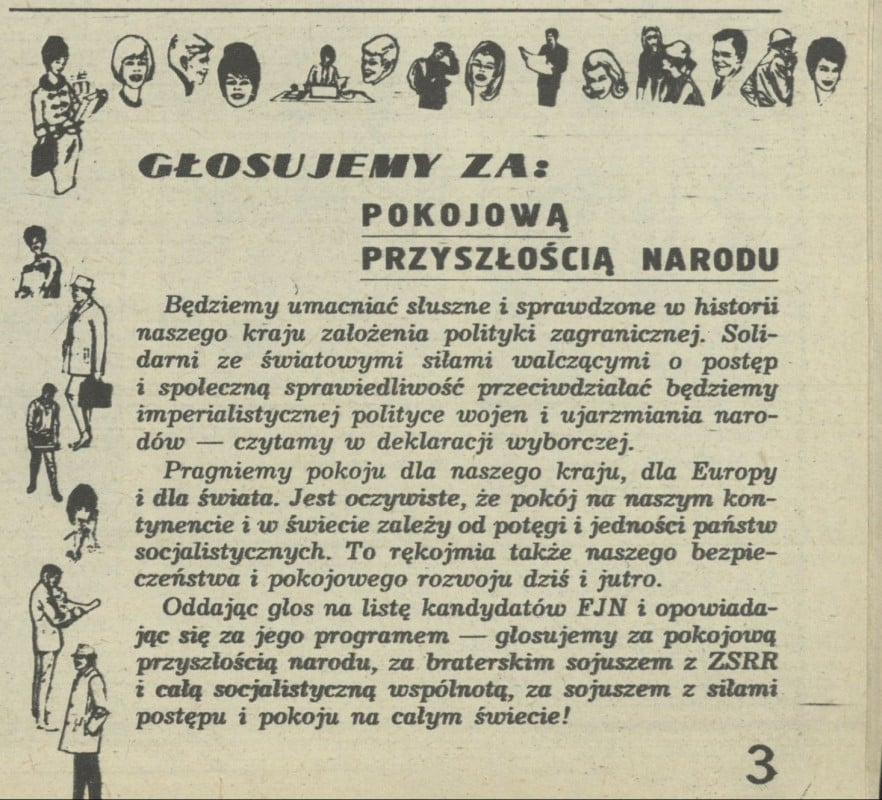 GŁOSUJEMY ZA:
POKOJOWĄ
PRZYSZŁOŚCIĄ NARODU
Będziemy umacniać słuszne i sprawdzone w historii
naszego kraju założenia polityki zagranicznej. Soli-
darni ze światowymi siłami walczącymi o postęp
i społeczną sprawiedliwość przeciwdziałać będziemy
imperialistycznej polityce wojen i ujarzmiania naro-
dów — czytamy w deklaracji wyborczej.
Pragniemy pokoju dla naszego kraju, dla Europy
i dla świata. Jest oczywiste, że pokój na naszym kon-
tynencie i w świecie zależy od potęgi i jedności państw
socjalistycznych. To rękojmia także naszego bezpie-
czeństwa i pokojowego rozwoju dziś i jutro.
Oddając głos na listę kandydatów FJN i opowiada-
jąc się za jego programem — głosujemy za pokojową
przyszłością narodu, za braterskim sojuszem z ZSRR
i całą socjalistyczną wspólnotą, za sojuszem z siłami
postępu i pokoju na całym świecie!
3